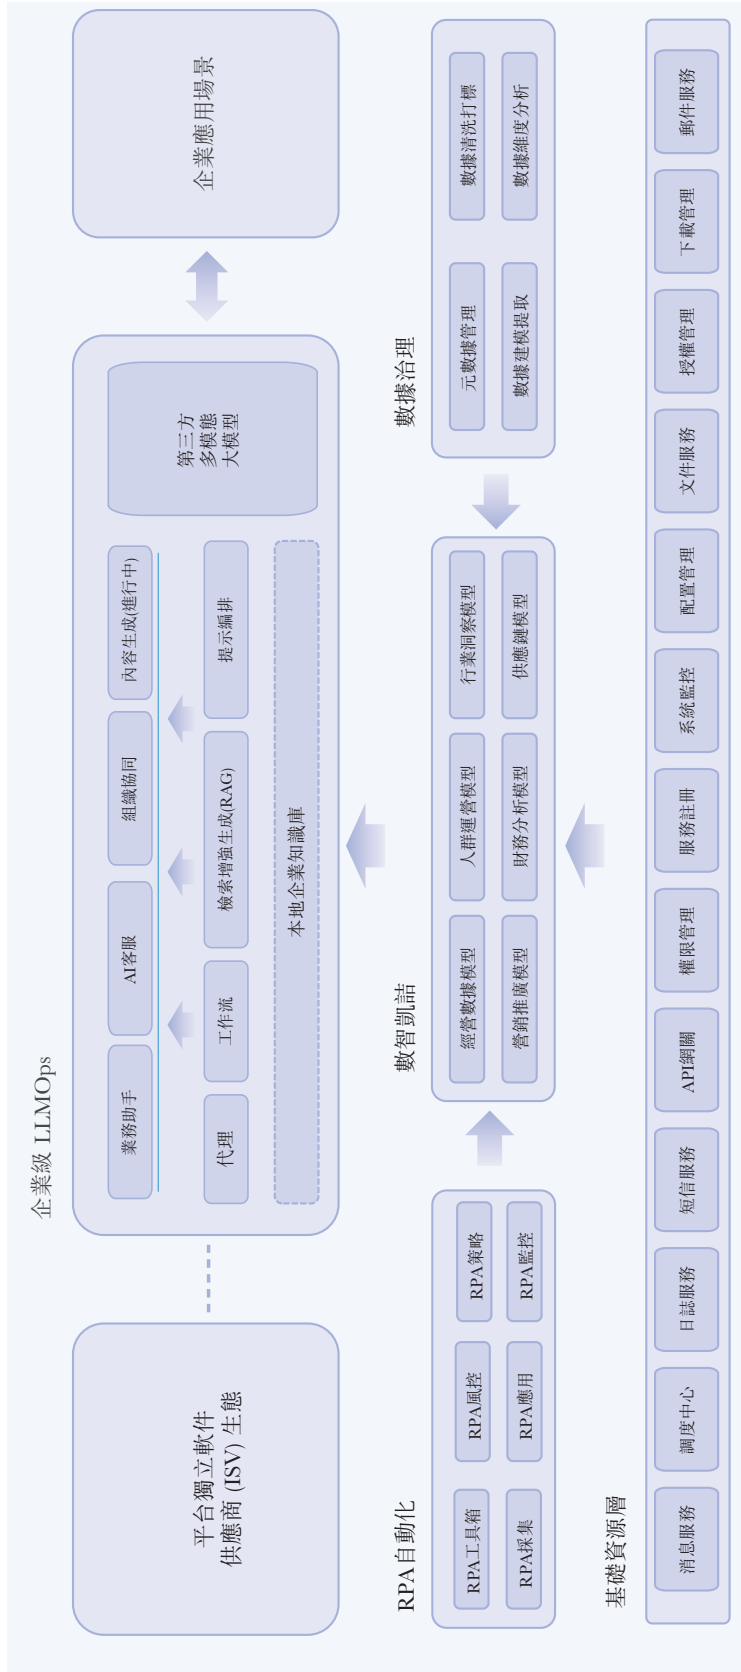 企業級 LLMOps
平台獨立軟件
供應商 (ISV) 生態
業務助手
AI客服
組織協同
內容生成(進行中)
代理
工作流
檢索增強生成(RAG)
提示編排
本地企業知識庫
第三方
多模態
大模型
企業應用場景
RPA自動化
RPA工具箱
RPA風控
RPA策略
RPA採集
RPA應用
RPA監控
數智凱詰
經營數據模型
人群運營模型
行業洞察模型
營銷推廣模型
財務分析模型
供應鏈模型
數據治理
元數據管理
數據清洗打標
數據建模提取
數據維度分析
基礎資源層
消息服務
調度中心
日誌服務
短信服務
API網關
權限管理
服務註冊
系統監控
配置管理
文件服務
授權管理
下載管理
郵件服務